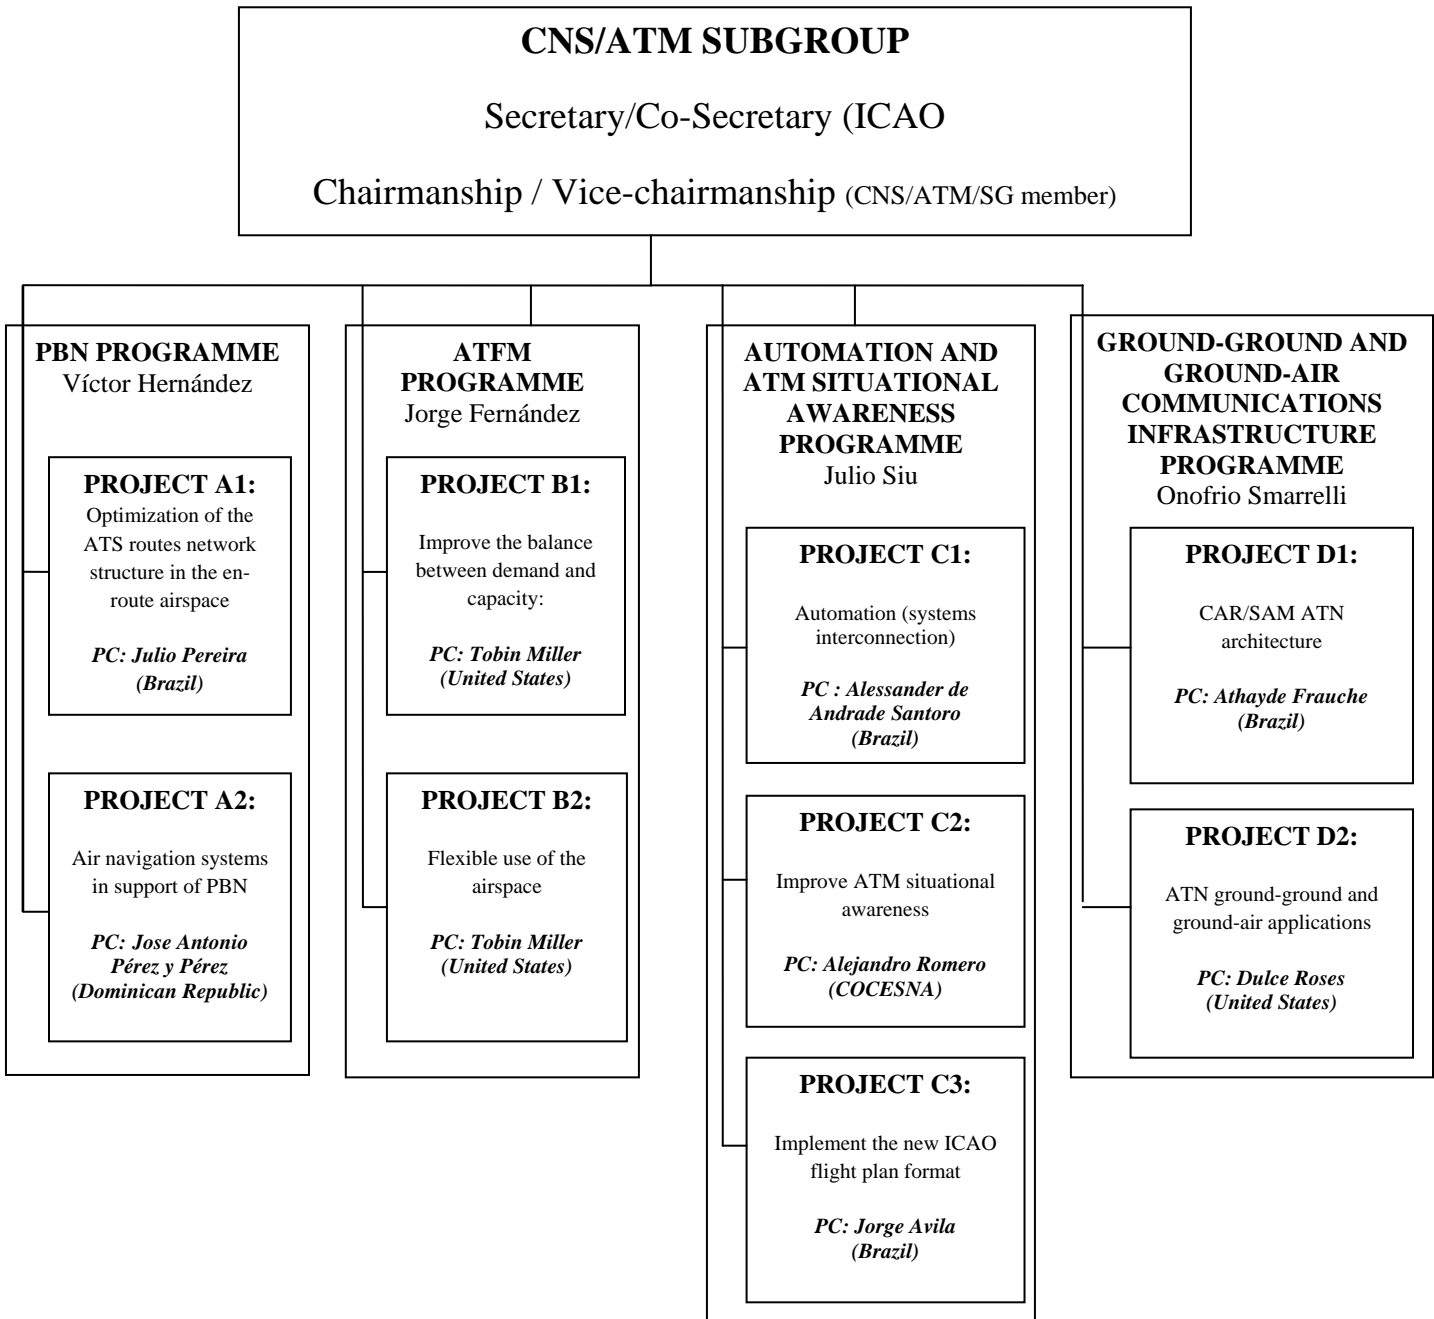 CNS/ATM SUBGROUP
Secretary/Co-Secretary (ICAO
Chairmanship / Vice-chairmanship (CNS/ATM/SG member)
PBN PROGRAMME
Víctor Hernández
PROJECT A1:
Optimization of the
ATS routes network
structure in the en-
route airspace
PC: Julio Pereira
(Brazil)
PROJECT A2:
Air navigation systems
in support of PBN
PC: Jose Antonio
Pérez y Pérez
(Dominican Republic)
ATFM
PROGRAMME
Jorge Fernández
PROJECT B1:
Improve the balance
between demand and
capacity:
PC: Tobin Miller
(United States)
PROJECT B2:
Flexible use of the
airspace
PC: Tobin Miller
(United States)
AUTOMATION AND
ATM SITUATIONAL
AWARENESS
PROGRAMME
Julio Siu
PROJECT C1:
Automation (systems
interconnection)
PC : Alessander de
Andrade Santoro
(Brazil)
PROJECT C2:
Improve ATM situational
awareness
PC: Alejandro Romero
(COCESNA)
PROJECT C3:
Implement the new ICAO
flight plan format
PC: Jorge Avila
(Brazil)
GROUND-GROUND AND
GROUND-AIR
COMMUNICATIONS
INFRASTRUCTURE
PROGRAMME
Onofrio Smarrelli
PROJECT D1:
CAR/SAM ATN
architecture
PC: Athayde Frauche
(Brazil)
PROJECT D2:
ATN ground-ground and
ground-air applications
PC: Dulce Roses
(United States)